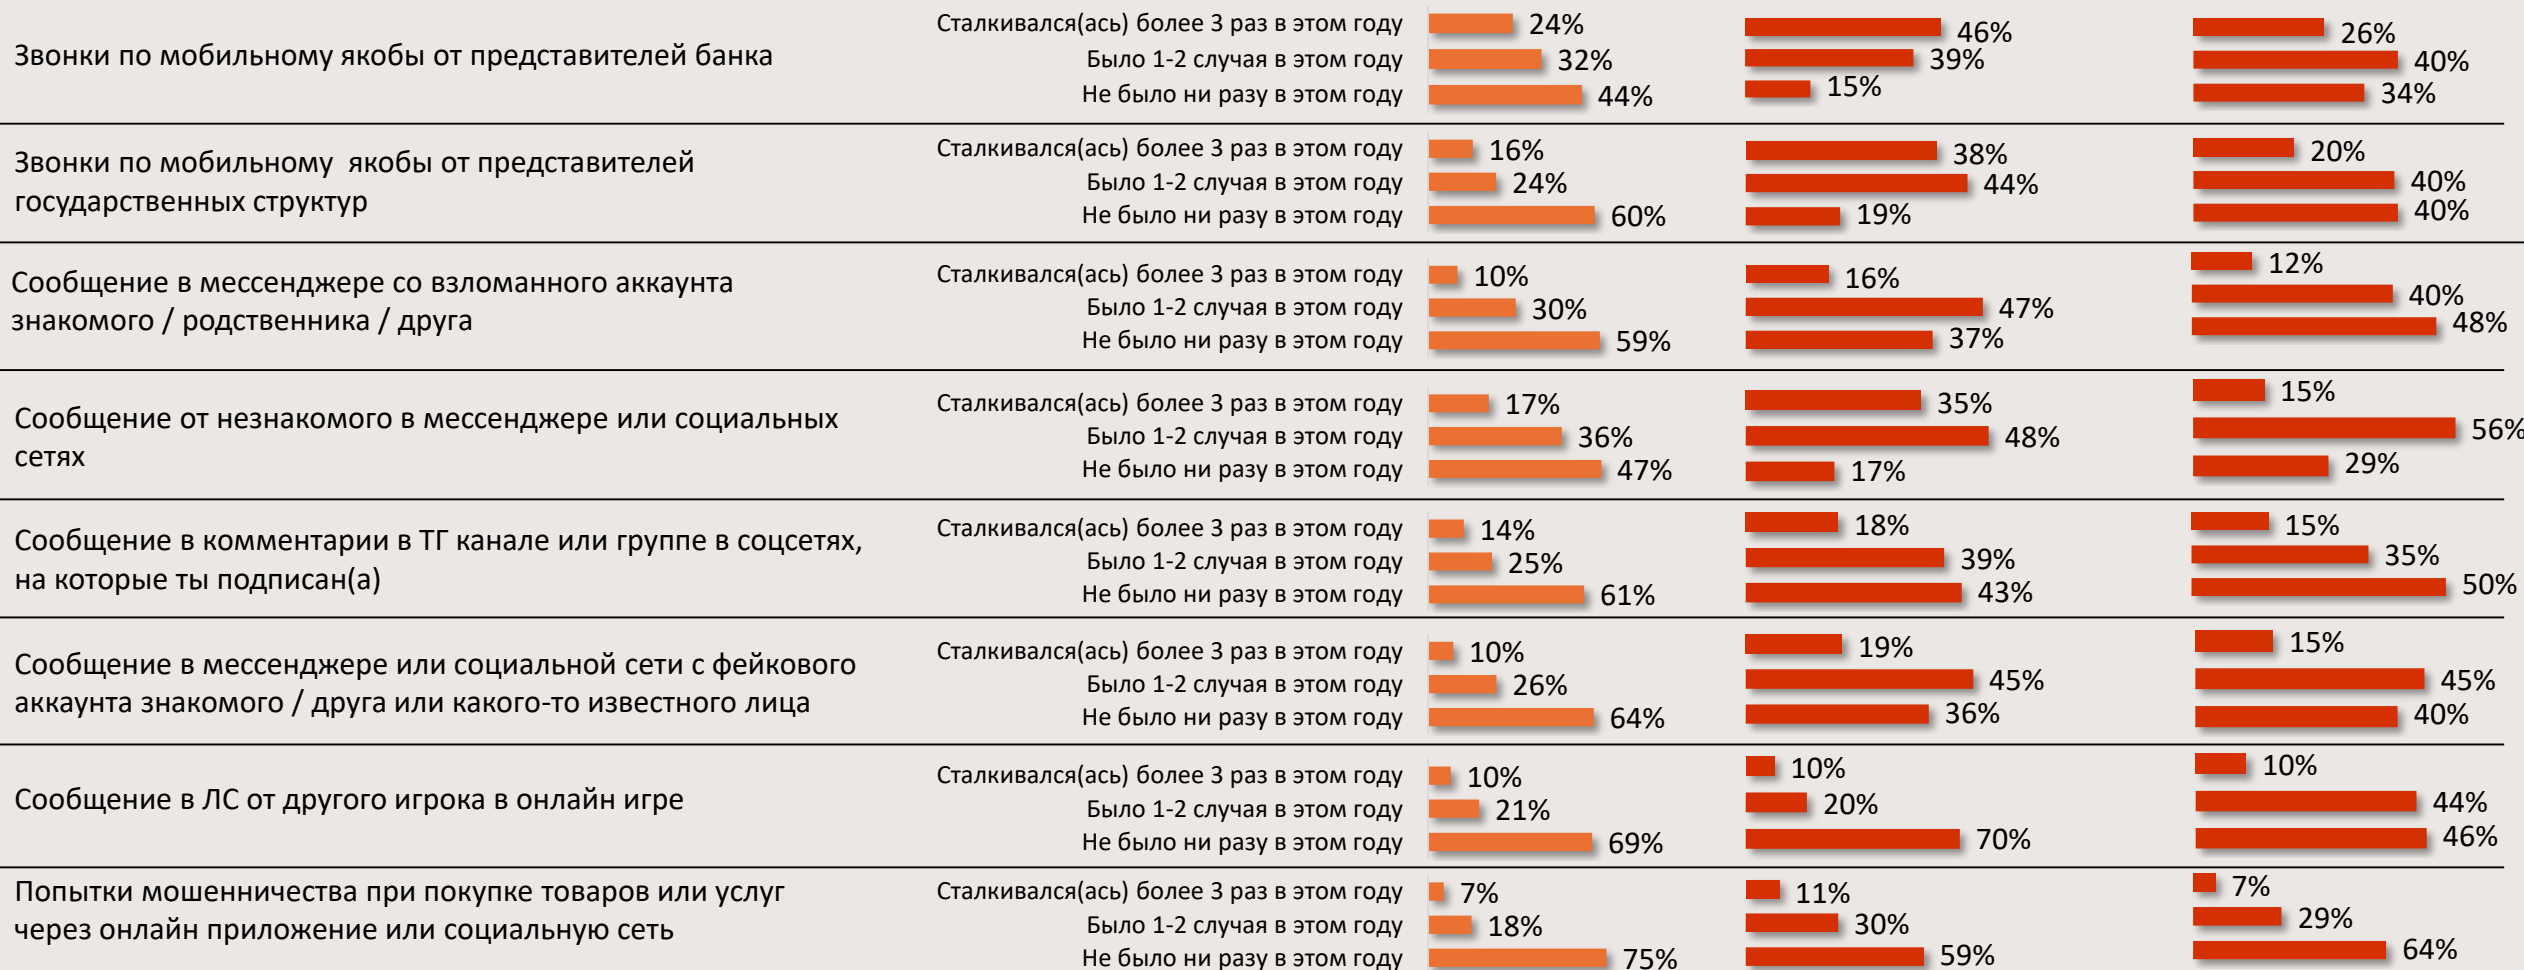 Звонки по мобильному якобы от представителей банка
Сталкивался(ась) более 3 раз в этом году 24% 46% 26%
Было 1-2 случая в этом году 32% 39% 40%
Не было ни разу в этом году 44% 15% 34%
Звонки по мобильному якобы от представителей
государственных структур
Сталкивался(ась) более 3 раз в этом году 16% 38% 20%
Было 1-2 случая в этом году 24% 44% 40%
Не было ни разу в этом году 60% 19% 40%
Сообщение в мессенджере со взломанного аккаунта
знакомого / родственника / друга
Сталкивался(ась) более 3 раз в этом году 10% 16% 12%
Было 1-2 случая в этом году 30% 47% 40%
Не было ни разу в этом году 59% 37% 48%
Сообщение от незнакомого в мессенджере или социальных
сетях
Сталкивался(ась) более 3 раз в этом году 17% 35% 15%
Было 1-2 случая в этом году 36% 48% 56%
Не было ни разу в этом году 47% 17% 29%
Сообщение в комментарии в ТГ канале или группе в соцсетях,
на которые ты подписан(а)
Сталкивался(ась) более 3 раз в этом году 14% 18% 15%
Было 1-2 случая в этом году 25% 39% 35%
Не было ни разу в этом году 61% 43% 50%
Сообщение в мессенджере или социальной сети с фейкового
аккаунта знакомого / друга или какого-то известного лица
Сталкивался(ась) более 3 раз в этом году 10% 19% 15%
Было 1-2 случая в этом году 26% 45% 45%
Не было ни разу в этом году 64% 36% 40%
Сообщение в ЛС от другого игрока в онлайн игре
Сталкивался(ась) более 3 раз в этом году 10% 10% 10%
Было 1-2 случая в этом году 21% 20% 44%
Не было ни разу в этом году 69% 70% 46%
Попытки мошенничества при покупке товаров или услуг
через онлайн приложение или социальную сеть
Сталкивался(ась) более 3 раз в этом году 7% 11% 7%
Было 1-2 случая в этом году 18% 30% 29%
Не было ни разу в этом году 75% 59% 64%